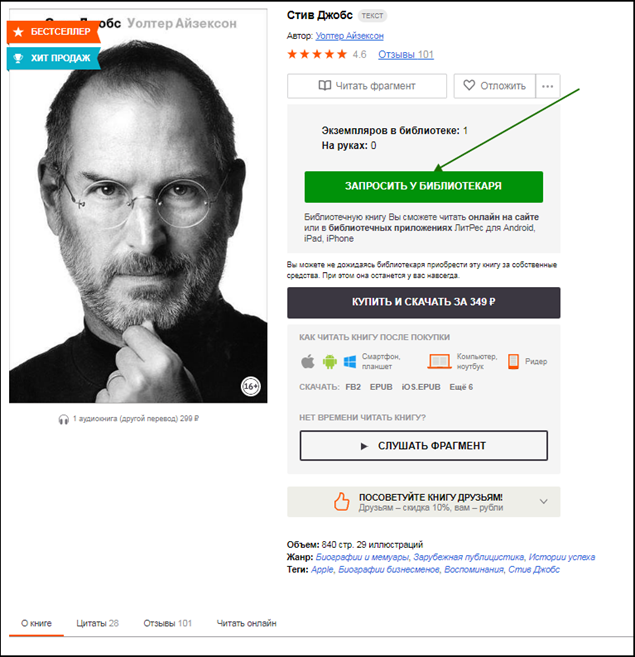 Стив Джобс Уолтер Айзексон
БЕСТСЕЛЛЕР
ХИТ ПРОДАЖ
16+
1 аудиокнига (другой перевод) 299 ₽
Стив Джобс ТЕКСТ
Автор: Уолтер Айзексон
4.6 Отзывы 101
Читать фрагмент
Отложить
...
Экземпляров в библиотеке: 1
На руках: 0
ЗАПРОСИТЬ У БИБЛИОТЕКАРЯ
Библиотечную книгу Вы сможете читать онлайн на сайте
или в библиотечных приложениях ЛитРес для Android,
iPad, iPhone
Вы можете не дожидаясь библиотекаря приобрести эту книгу за собственные
средства. При этом она останется у вас навсегда.
КУПИТЬ И СКАЧАТЬ ЗА 349 ₽
КАК ЧИТАТЬ КНИГУ ПОСЛЕ ПОКУПКИ
Смартфон,
планшет
Компьютер,
ноутбук
Ридер
СКАЧАТЬ: FB2 EPUB iOS.EPUB Ещё 6
НЕТ ВРЕМЕНИ ЧИТАТЬ КНИГУ?
СЛУШАТЬ ФРАГМЕНТ
ПОСОВЕТУЙТЕ КНИГУ ДРУЗЬЯМ!
Друзьям – скидка 10%, вам – рубли
Объем: 840 стр. 29 иллюстраций
Жанр: Биографии и мемуары, Зарубежная публицистика, Истории успеха
Теги: Apple, Биографии бизнесменов, Воспоминания, Стив Джобс
О книге Цитаты 28 Отзывы 101 Читать онлайн